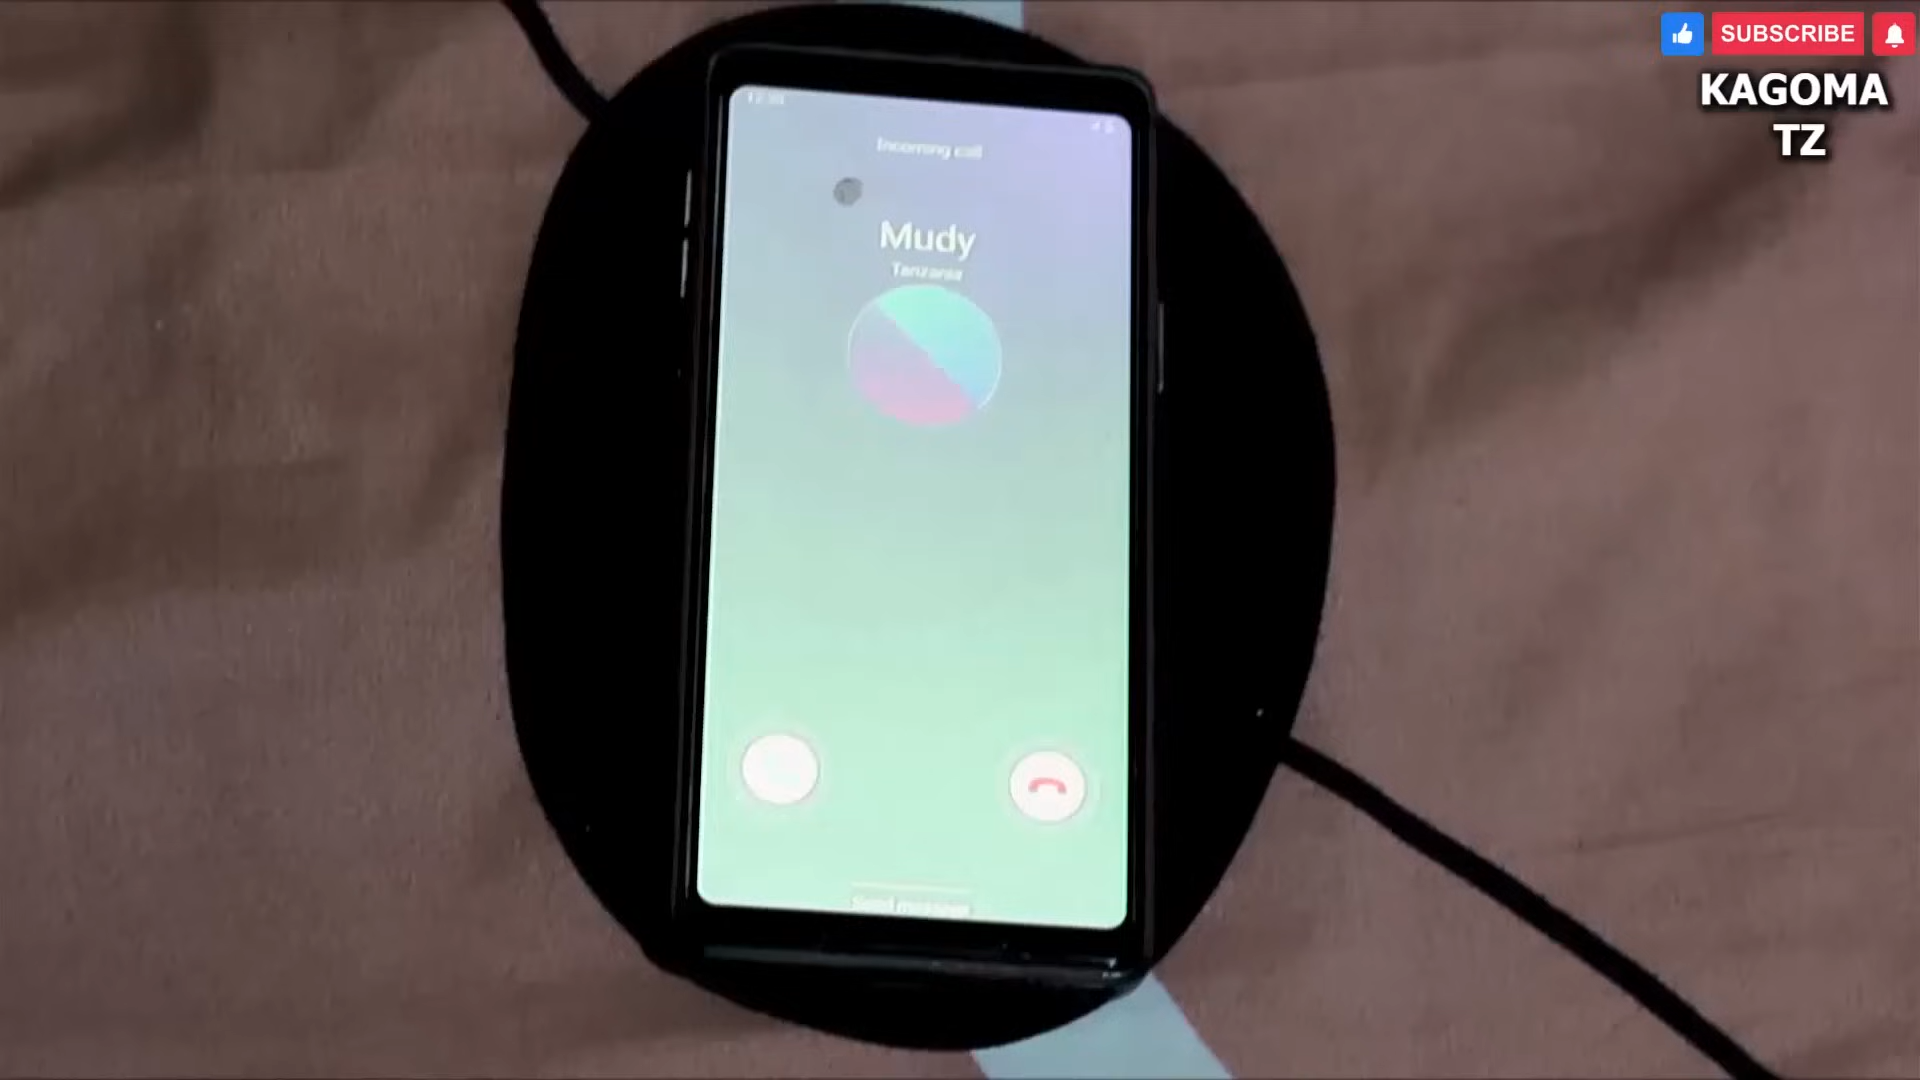 SUBSCRIBE
KAGOMA
TZ
Incoming call
Mudy
Tanzania
Send message